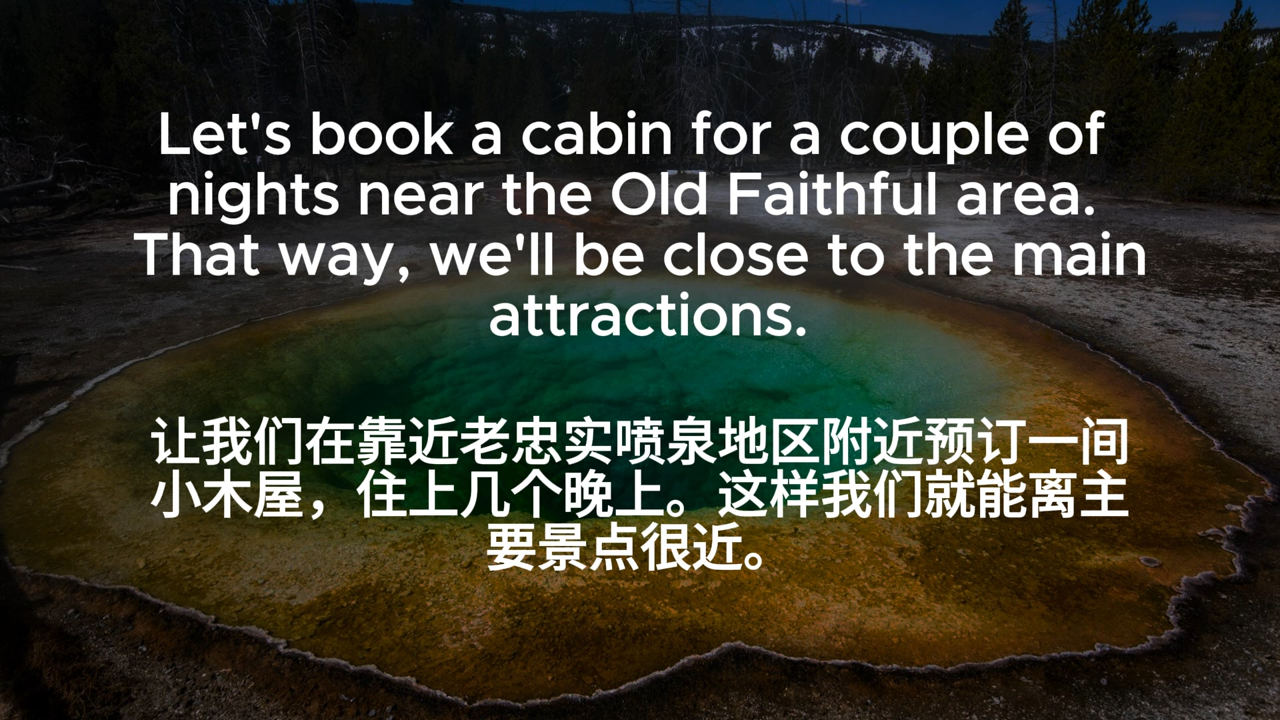 Let's book a cabin for a couple of
nights near the Old Faithful area.
That way, we'll be close to the main
attractions.
让我们在靠近老忠实喷泉地区附近预订一间
小木屋，住上几个晚上。这样我们就能离主
要景点很近。